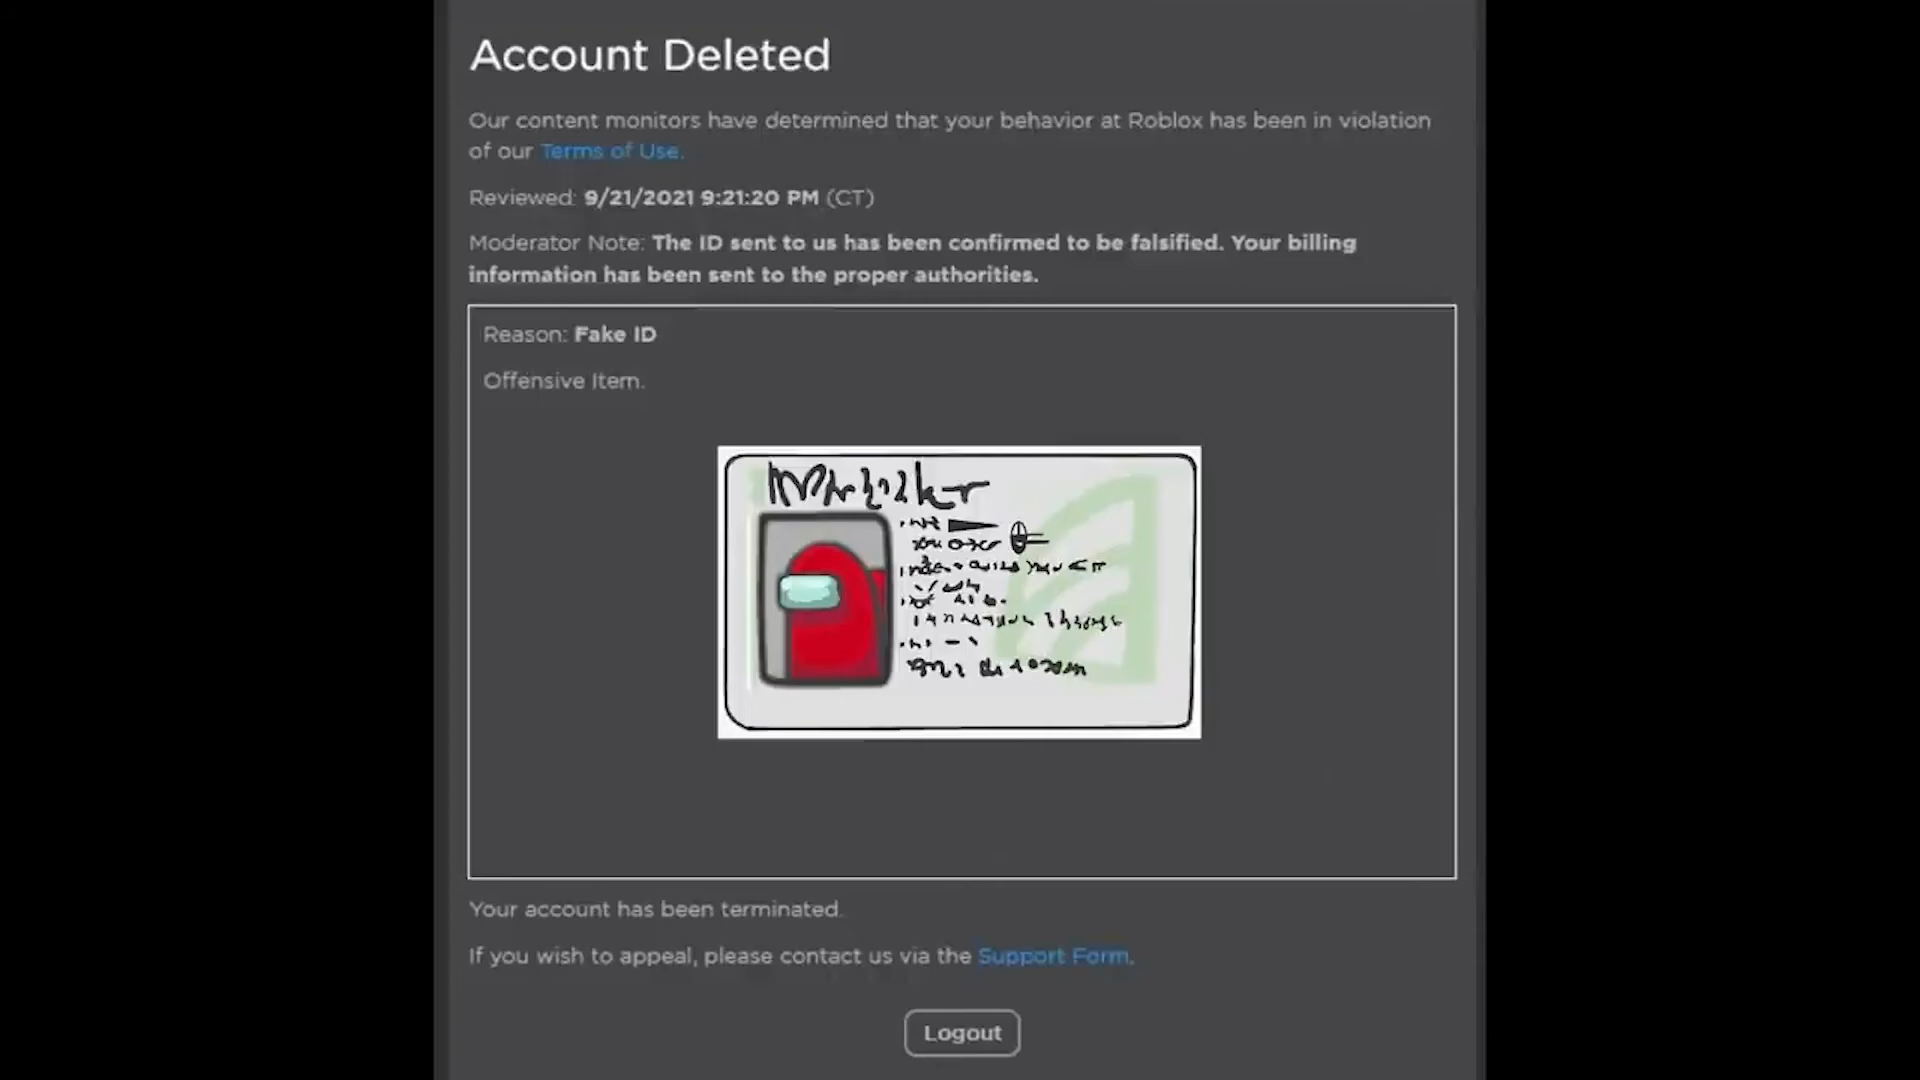 Account Deleted
Our content monitors have determined that your behavior at Roblox has been in violation
of our Terms of Use.
Reviewed: 9/21/2021 9:21:20 PM (CT)
Moderator Note: The ID sent to us has been confirmed to be falsified. Your billing
information has been sent to the proper authorities.
Reason: Fake ID
Offensive Item.
Your account has been terminated.
If you wish to appeal, please contact us via the Support Form.
Logout